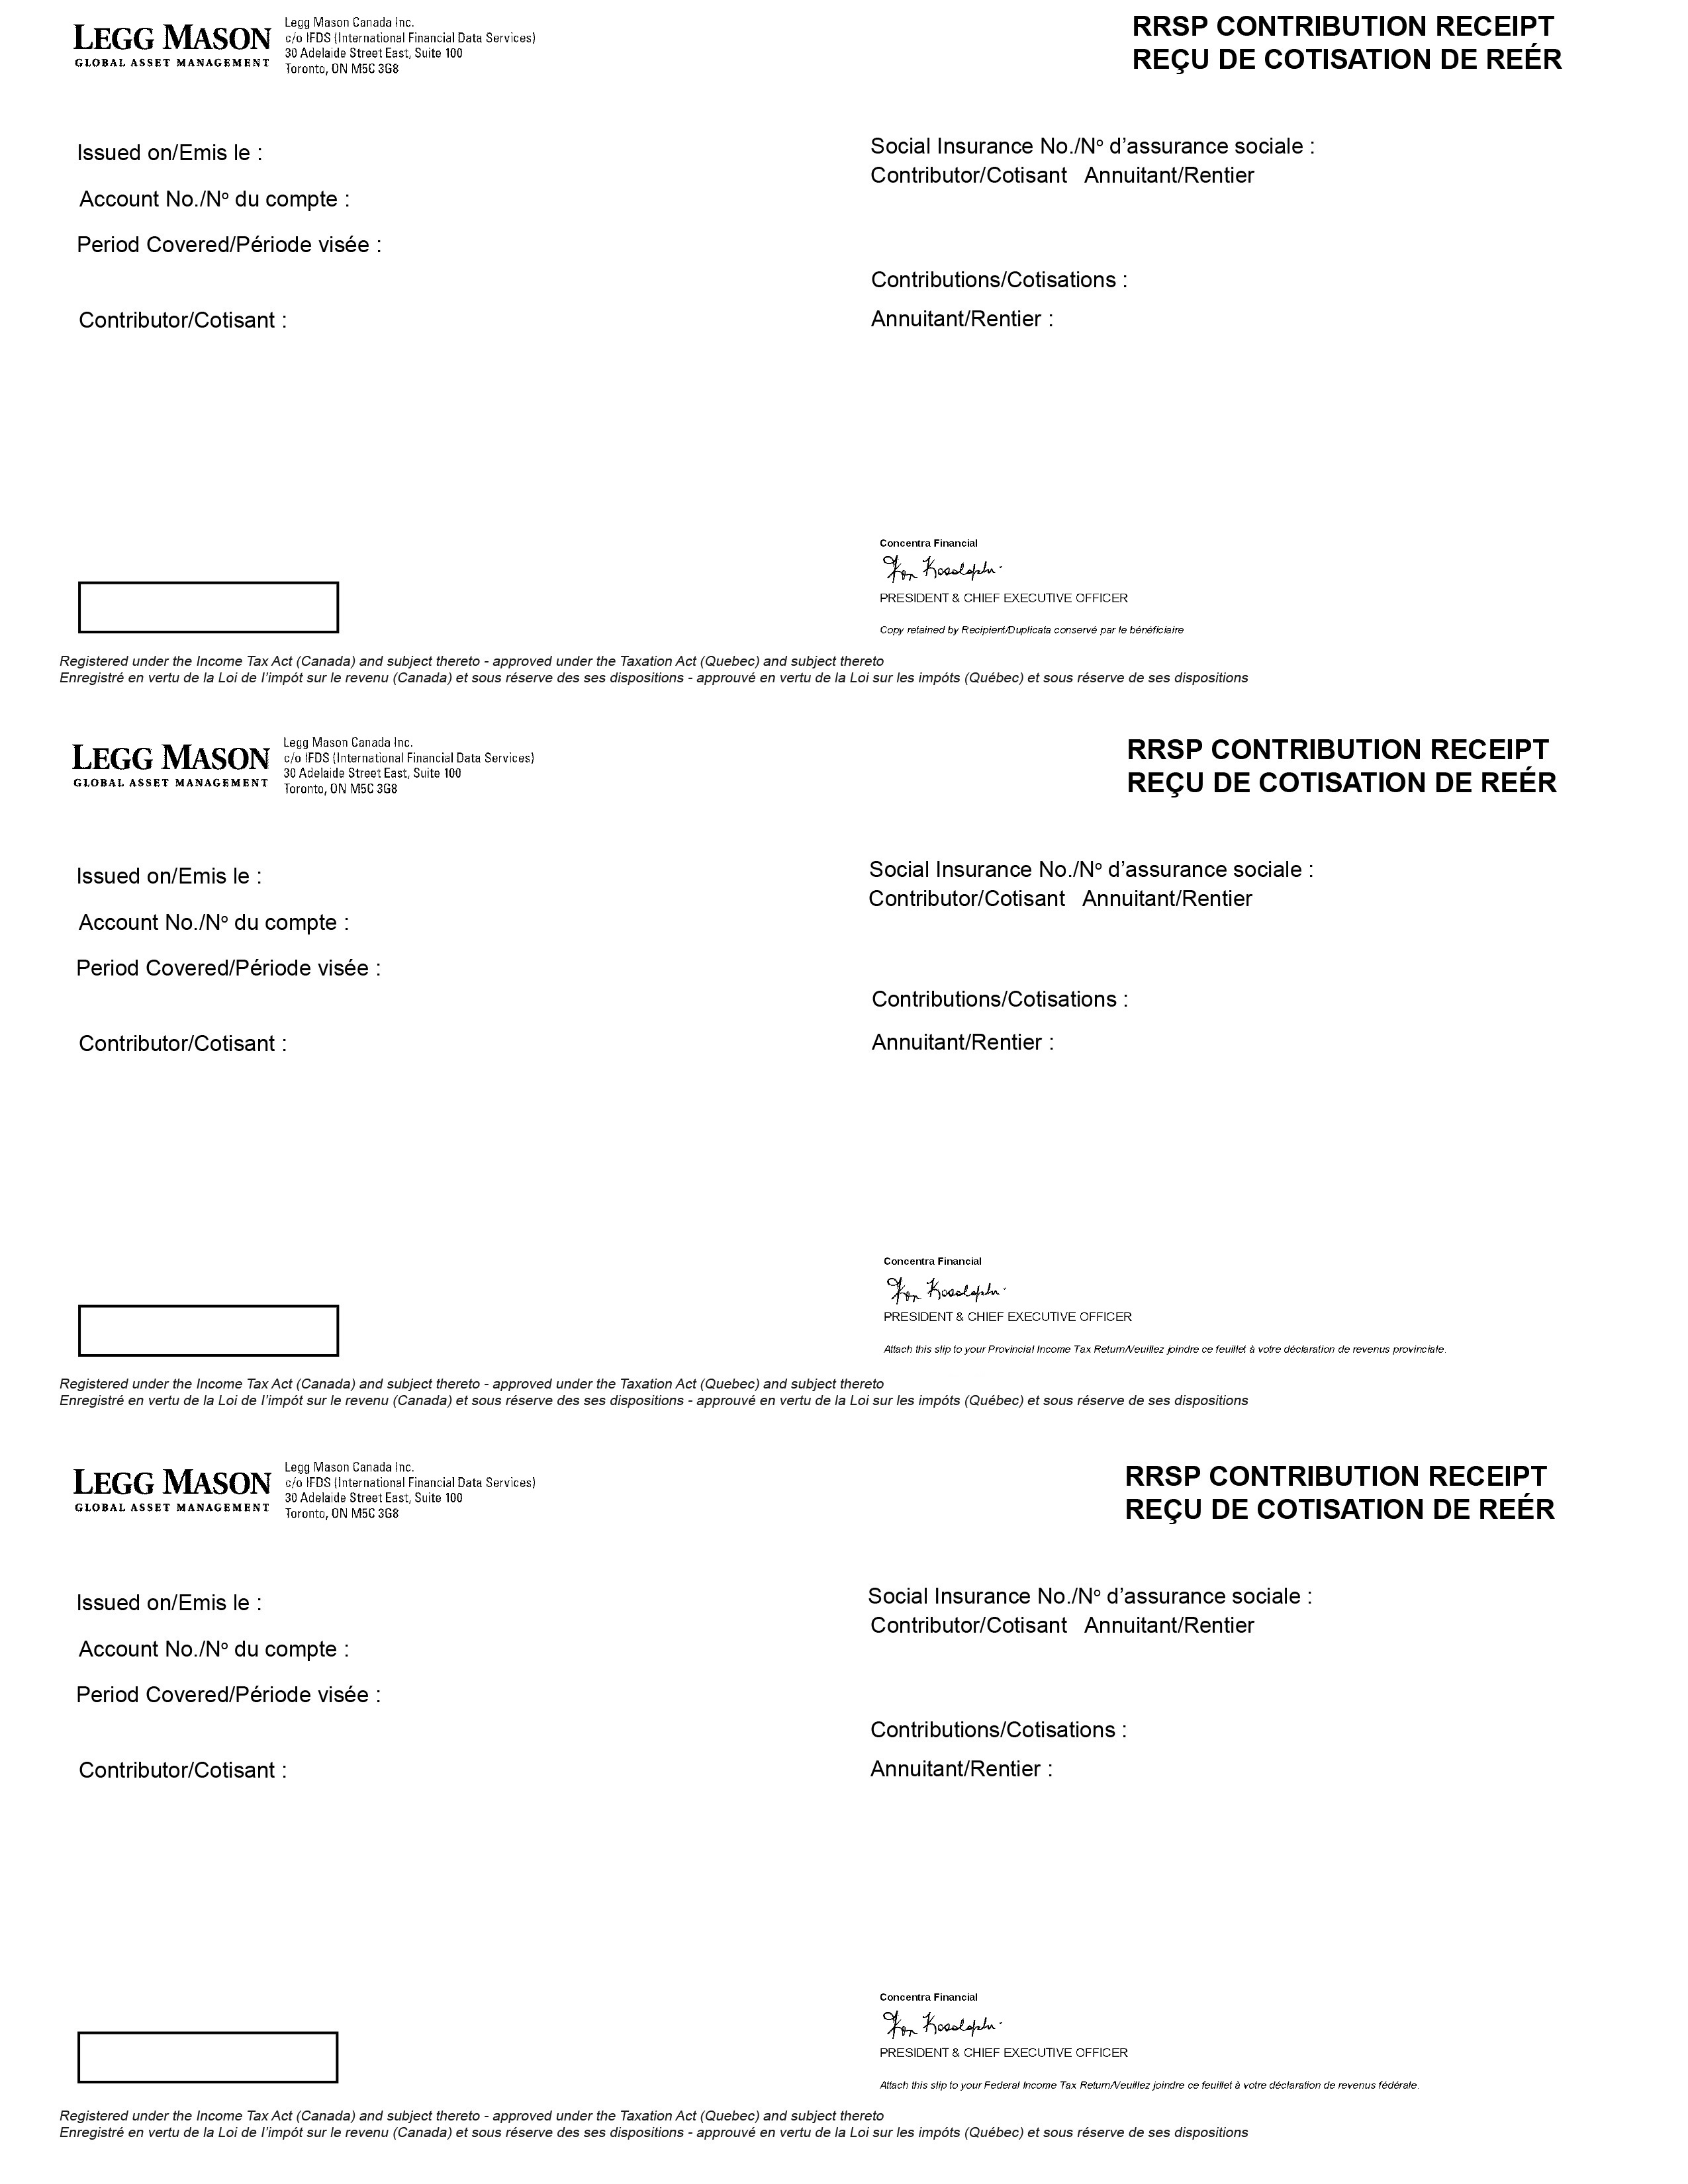 LEGG MASON
GLOBAL ASSET MANAGEMENT
Legg Mason Canada Inc.
c/o IFDS (International Financial Data Services)
30 Adelaide Street East, Suite 100
Toronto, ON M5C 3G8
RRSP CONTRIBUTION RECEIPT
REÇU DE COTISATION DE REÉR
Issued on/Emis le :
Account No./Nº du compte :
Period Covered/Période visée :
Contributor/Cotisant :
Social Insurance No./Nº d’assurance sociale :
Contributor/Cotisant Annuitant/Rentier
Contributions/Cotisations :
Annuitant/Rentier :
Concentra Financial
PRESIDENT & CHIEF EXECUTIVE OFFICER
Copy retained by Recipient/Duplicata conservé par le bénéficiaire
Registered under the Income Tax Act (Canada) and subject thereto - approved under the Taxation Act (Quebec) and subject thereto
Enregistré en vertu de la Loi de l’impót sur le revenu (Canada) et sous réserve des ses dispositions - approuvé en vertu de la Loi sur les impóts (Québec) et sous réserve de ses dispositions
LEGG MASON
GLOBAL ASSET MANAGEMENT
Legg Mason Canada Inc.
c/o IFDS (International Financial Data Services)
30 Adelaide Street East, Suite 100
Toronto, ON M5C 3G8
RRSP CONTRIBUTION RECEIPT
REÇU DE COTISATION DE REÉR
Issued on/Emis le :
Account No./Nº du compte :
Period Covered/Période visée :
Contributor/Cotisant :
Social Insurance No./Nº d’assurance sociale :
Contributor/Cotisant Annuitant/Rentier
Contributions/Cotisations :
Annuitant/Rentier :
Concentra Financial
PRESIDENT & CHIEF EXECUTIVE OFFICER
Attach this slip to your Provincial Income Tax Return/Veuillez joindre ce feuillet à votre déclaration de revenus provinciale.
Registered under the Income Tax Act (Canada) and subject thereto - approved under the Taxation Act (Quebec) and subject thereto
Enregistré en vertu de la Loi de l’impót sur le revenu (Canada) et sous réserve des ses dispositions - approuvé en vertu de la Loi sur les impóts (Québec) et sous réserve de ses dispositions
LEGG MASON
GLOBAL ASSET MANAGEMENT
Legg Mason Canada Inc.
c/o IFDS (International Financial Data Services)
30 Adelaide Street East, Suite 100
Toronto, ON M5C 3G8
RRSP CONTRIBUTION RECEIPT
REÇU DE COTISATION DE REÉR
Issued on/Emis le :
Account No./Nº du compte :
Period Covered/Période visée :
Contributor/Cotisant :
Social Insurance No./Nº d’assurance sociale :
Contributor/Cotisant Annuitant/Rentier
Contributions/Cotisations :
Annuitant/Rentier :
Concentra Financial
PRESIDENT & CHIEF EXECUTIVE OFFICER
Attach this slip to your Federal Income Tax Return/Veuillez joindre ce feuillet à votre déclaration de revenus fédérale.
Registered under the Income Tax Act (Canada) and subject thereto - approved under the Taxation Act (Quebec) and subject thereto
Enregistré en vertu de la Loi de l’impót sur le revenu (Canada) et sous réserve des ses dispositions - approuvé en vertu de la Loi sur les impóts (Québec) et sous réserve de ses dispositions